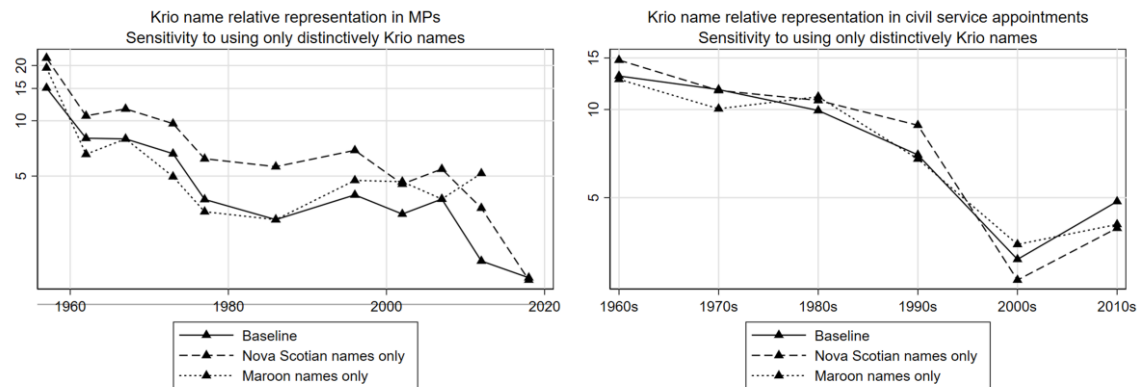 Krio name relative representation in MPs
Sensitivity to using only distinctively Krio names
20
15
10
5
1960
1980
2000
2020
Baseline
Nova Scotian names only
Maroon names only
Krio name relative representation in civil service appointments
Sensitivity to using only distinctively Krio names
15
10
5
1960s
1970s
1980s
1990s
2000s
2010s
Baseline
Nova Scotian names only
Maroon names only